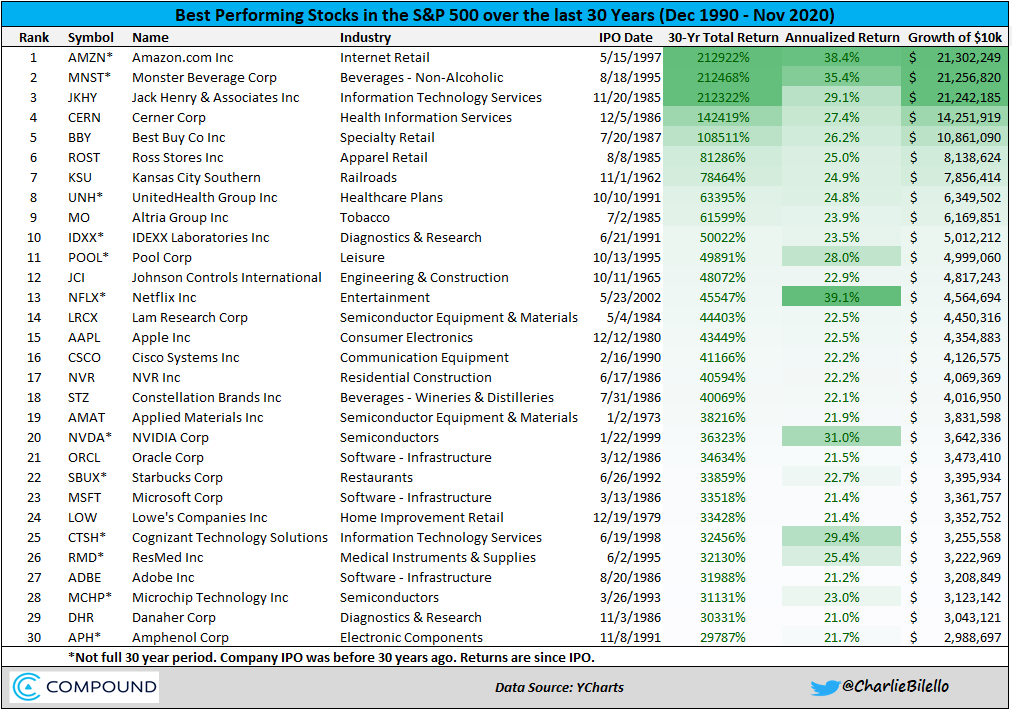 Best Performing Stocks in the S&P 500 over the last 30 Years (Dec 1990 - Nov 2020)
Rank Symbol Name Industry IPO Date 30-Yr Total Return Annualized Return Growth of $10k
1 AMZN* Amazon.com Inc Internet Retail 5/15/1997 212922% 38.4% $ 21,302,249
2 MNST* Monster Beverage Corp Beverages - Non-Alcoholic 8/18/1995 212468% 35.4% $ 21,256,820
3 JKHY Jack Henry & Associates Inc Information Technology Services 11/20/1985 212322% 29.1% $ 21,242,185
4 CERN Cerner Corp Health Information Services 12/5/1986 142419% 27.4% $ 14,251,919
5 BBY Best Buy Co Inc Specialty Retail 7/20/1987 108511% 26.2% $ 10,861,090
6 ROST Ross Stores Inc Apparel Retail 8/8/1985 81286% 25.0% $ 8,138,624
7 KSU Kansas City Southern Railroads 11/1/1962 78464% 24.9% $ 7,856,414
8 UNH* UnitedHealth Group Inc Healthcare Plans 10/10/1991 63395% 24.8% $ 6,349,502
9 MO Altria Group Inc Tobacco 7/2/1985 61599% 23.9% $ 6,169,851
10 IDXX* IDEXX Laboratories Inc Diagnostics & Research 6/21/1991 50022% 23.5% $ 5,012,212
11 POOL* Pool Corp Leisure 10/13/1995 49891% 28.0% $ 4,999,060
12 JCI Johnson Controls International Engineering & Construction 10/11/1965 48072% 22.9% $ 4,817,243
13 NFLX* Netflix Inc Entertainment 5/23/2002 45547% 39.1% $ 4,564,694
14 LRCX Lam Research Corp Semiconductor Equipment & Materials 5/4/1984 44403% 22.5% $ 4,450,316
15 AAPL Apple Inc Consumer Electronics 12/12/1980 43449% 22.5% $ 4,354,883
16 CSCO Cisco Systems Inc Communication Equipment 2/16/1990 41166% 22.2% $ 4,126,575
17 NVR NVR Inc Residential Construction 6/17/1986 40594% 22.2% $ 4,069,369
18 STZ Constellation Brands Inc Beverages - Wineries & Distilleries 7/31/1986 40069% 22.1% $ 4,016,950
19 AMAT Applied Materials Inc Semiconductor Equipment & Materials 1/2/1973 38216% 21.9% $ 3,831,598
20 NVDA* NVIDIA Corp Semiconductors 1/22/1999 36323% 31.0% $ 3,642,336
21 ORCL Oracle Corp Software - Infrastructure 3/12/1986 34634% 21.5% $ 3,473,410
22 SBUX* Starbucks Corp Restaurants 6/26/1992 33859% 22.7% $ 3,395,934
23 MSFT Microsoft Corp Software - Infrastructure 3/13/1986 33518% 21.4% $ 3,361,757
24 LOW Lowe's Companies Inc Home Improvement Retail 12/19/1979 33428% 21.4% $ 3,352,752
25 CTSH* Cognizant Technology Solutions Information Technology Services 6/19/1998 32456% 29.4% $ 3,255,558
26 RMD* ResMed Inc Medical Instruments & Supplies 6/2/1995 32130% 25.4% $ 3,222,969
27 ADBE Adobe Inc Software - Infrastructure 8/20/1986 31988% 21.2% $ 3,208,849
28 MCHP* Microchip Technology Inc Semiconductors 3/26/1993 31131% 23.0% $ 3,123,142
29 DHR Danaher Corp Diagnostics & Research 11/3/1986 30331% 21.0% $ 3,043,121
30 APH* Amphenol Corp Electronic Components 11/8/1991 29787% 21.7% $ 2,988,697
*Not full 30 year period. Company IPO was before 30 years ago. Returns are since IPO.
COMPOUND Data Source: YCharts @CharlieBilello